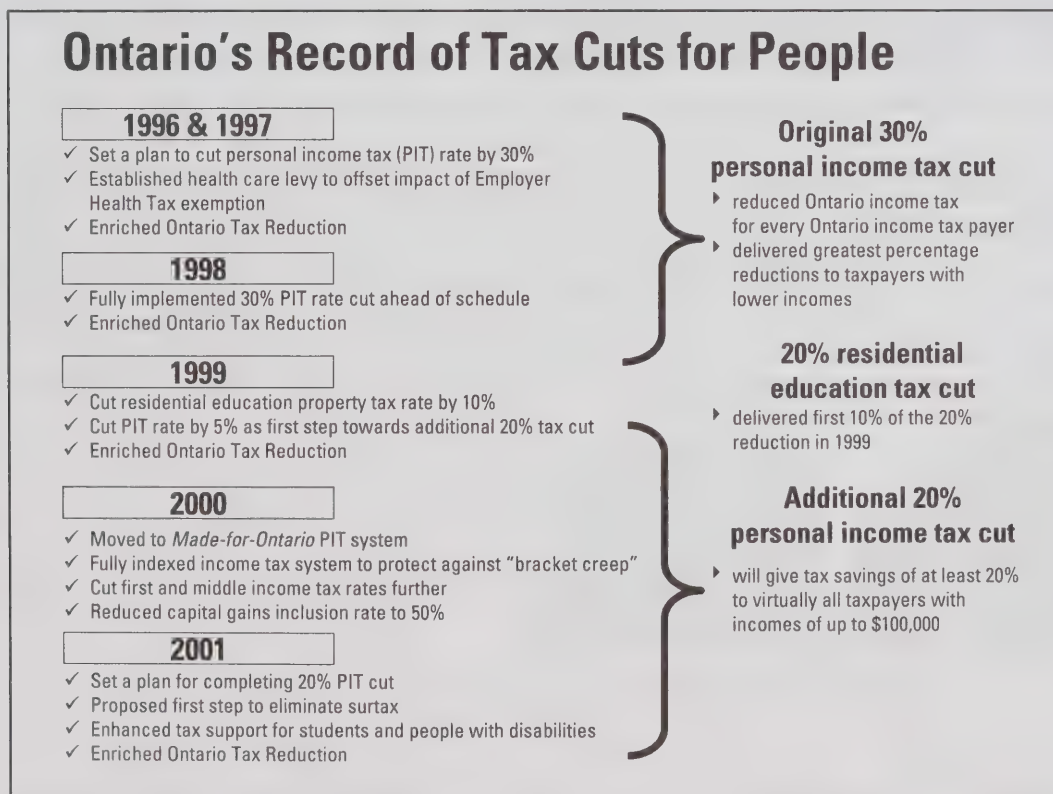 Ontario's Record of Tax Cuts for People
1996 & 1997
✓ Set a plan to cut personal income tax (PIT) rate by 30%
✓ Established health care levy to offset impact of Employer
Health Tax exemption
✓ Enriched Ontario Tax Reduction
1998
✓ Fully implemented 30% PIT rate cut ahead of schedule
✓ Enriched Ontario Tax Reduction
1999
✓ Cut residential education property tax rate by 10%
✓ Cut PIT rate by 5% as first step towards additional 20% tax cut
✓ Enriched Ontario Tax Reduction
2000
✓ Moved to Made-for-Ontario PIT system
✓ Fully indexed income tax system to protect against "bracket creep"
✓ Cut first and middle income tax rates further
✓ Reduced capital gains inclusion rate to 50%
2001
✓ Set a plan for completing 20% PIT cut
✓ Proposed first step to eliminate surtax
✓ Enhanced tax support for students and people with disabilities
✓ Enriched Ontario Tax Reduction
Original 30%
personal income tax cut
‣ reduced Ontario income tax
for every Ontario income tax payer
‣ delivered greatest percentage
reductions to taxpayers with
lower incomes
20% residential
education tax cut
‣ delivered first 10% of the 20%
reduction in 1999
Additional 20%
personal income tax cut
‣ will give tax savings of at least 20%
to virtually all taxpayers with
incomes of up to $100,000